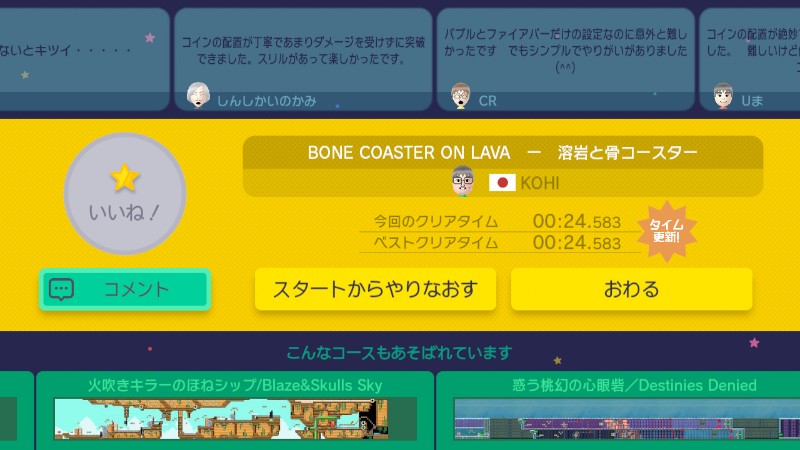 ないとキツイ・・・・・
コインの配置が丁寧であまりダメージを受けずに突破
できました。スリルがあって楽しかったです。
しんしかいのかみ
バブルとファイアバーだけの設定なのに意外と難し
かったです　でもシンプルでやりがいがありました
(^^)
CR
コインの配置が絶妙
した。　難しいけど
Uま
いいね！
BONE COASTER ON LAVA　ー　溶岩と骨コースター
KOHI
今回のクリアタイム 00:24.583
ベストクリアタイム 00:24.583
タイム
更新!
コメント
スタートからやりなおす
おわる
こんなコースもあそばれています
火吹きキラーのほねシップ/Blaze&Skulls Sky
惑う桃幻の心眼砦／Destinies Denied